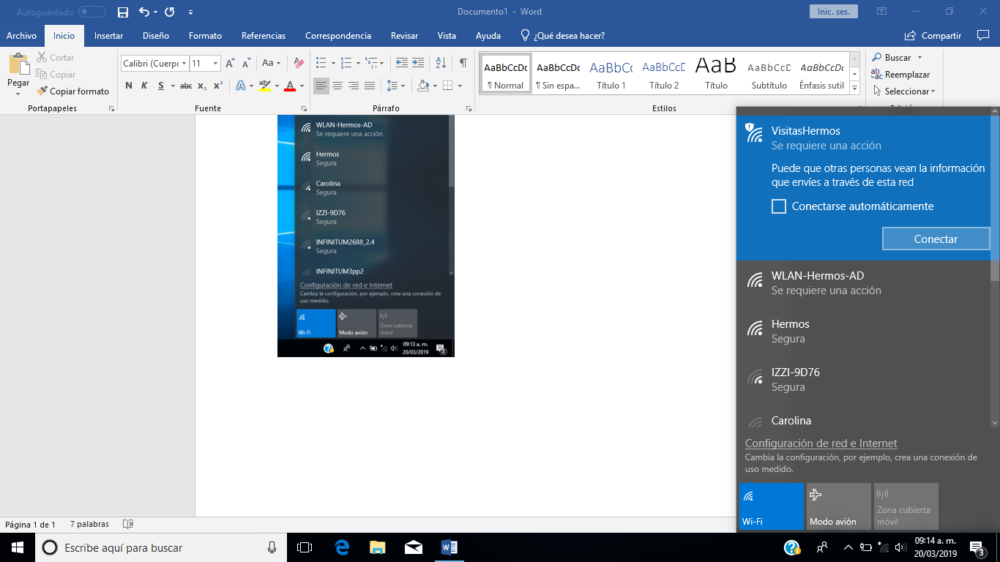 Autoguardado
Documento1 - Word
Inic. ses.
Archivo Inicio Insertar Diseño Formato Referencias Correspondencia Revisar Vista Ayuda ¿Qué desea hacer? Compartir
Pegar
Cortar
Copiar
Copiar formato
Portapapeles
Calibri (Cuerpo 11
Aa
N K S abc x₂ x²
Fuente
Párrafo
AaBbCcDc AaBbCcDc AaBbCc AaBbCcD AaB AaBbCcD AaBbCcDc
¶ Normal ¶ Sin espa... Título 1 Título 2 Título Subtítulo Énfasis sutil
Estilos
Buscar
Reemplazar
Seleccionar
WLAN-Hermos-AD
Se requiere una acción
Hermos
Segura
Carolina
Segura
IZZI-9D76
Segura
INFINITUM2688_2.4
Segura
INFINITUM3pp2
Configuración de red e Internet
Cambia la configuración, por ejemplo, crea una conexión de
uso medido.
Wi-Fi
Modo avión
Zona cubierta
móvil
09:13 a. m.
20/03/2019
2
VisitasHermos
Se requiere una acción
Puede que otras personas vean la información
que envíes a través de esta red
Conectarse automáticamente
Conectar
WLAN-Hermos-AD
Se requiere una acción
Hermos
Segura
IZZI-9D76
Segura
Carolina
Configuración de red e Internet
Cambia la configuración, por ejemplo, crea una conexión de
uso medido.
Wi-Fi
Modo avión
Zona cubierta
móvil
Página 1 de 1 7 palabras
Escribe aquí para buscar
09:14 a. m.
20/03/2019
3